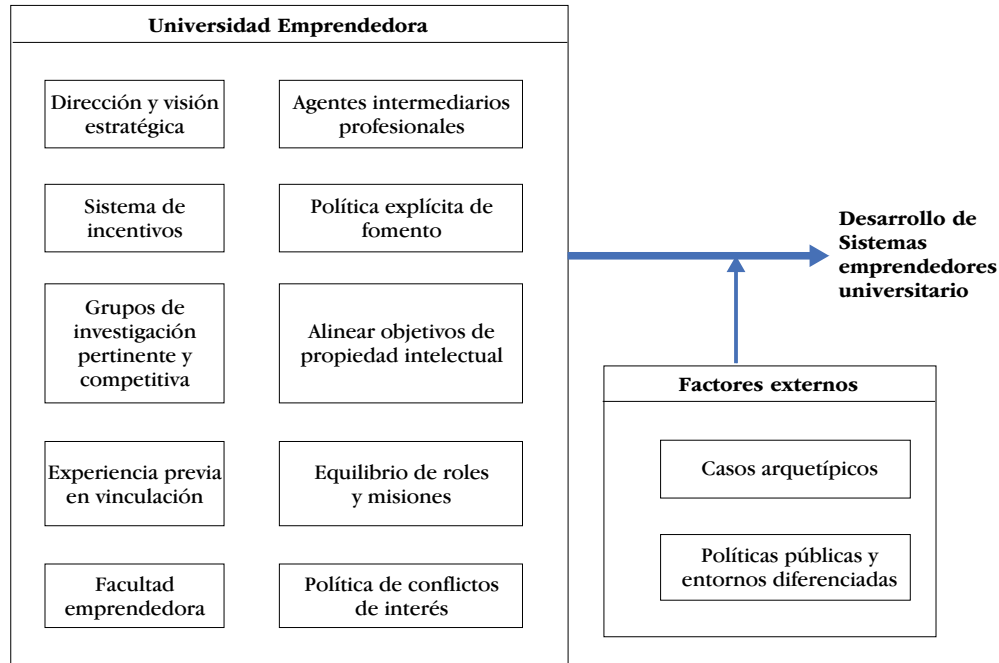 Universidad Emprendedora
Dirección y visión
estratégica
Agentes intermediarios
profesionales
Sistema de
incentivos
Política explícita de
fomento
Grupos de
investigación
pertinente y
competitiva
Alinear objetivos de
propiedad intelectual
Experiencia previa
en vinculación
Equilibrio de roles
y misiones
Facultad
emprendedora
Política de conflictos
de interés
Desarrollo de
Sistemas
emprendedores
universitario
Factores externos
Casos arquetípicos
Políticas públicas y
entornos diferenciadas